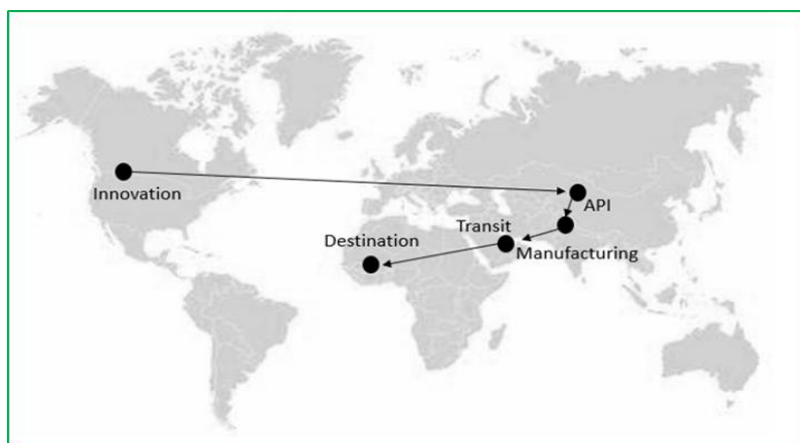 Innovation
API
Transit
Destination
Manufacturing